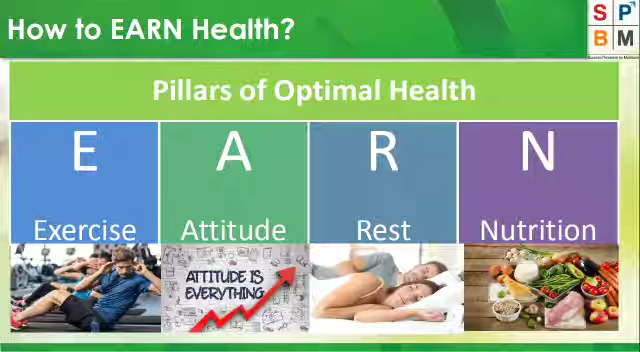 How to EARN Health?
S P
B M
Pillars of Optimal Health
E A R N
Exercise Attitude Rest Nutrition
ATTITUDE IS
EVERYTHING